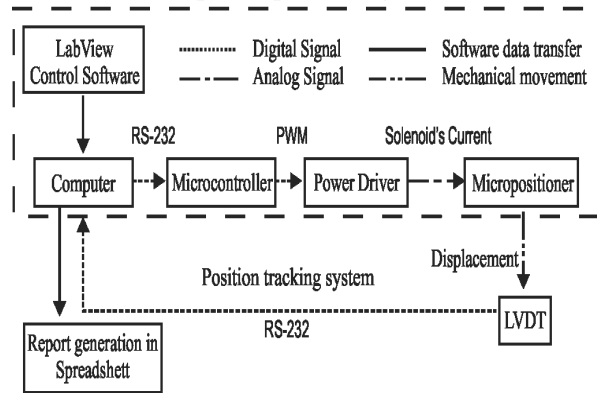 LabView
Control Software
Digital Signal
Analog Signal
Software data transfer
Mechanical movement
RS-232
PWM
Solenoid's Current
Computer
Microcontroller
Power Driver
Micropositioner
Displacement
Position tracking system
LVDT
RS-232
Report generation in
Spreadshett